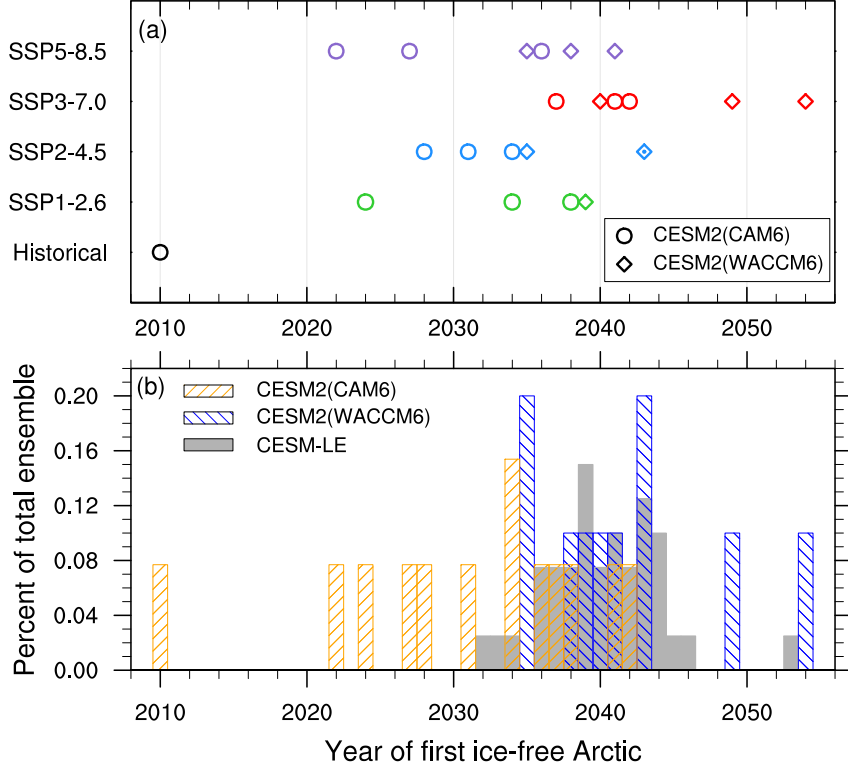 (a)
SSP5-8.5
SSP3-7.0
SSP2-4.5
SSP1-2.6
Historical
CESM2(CAM6)
CESM2(WACCM6)
2010 2020 2030 2040 2050
(b)
CESM2(CAM6)
CESM2(WACCM6)
CESM-LE
Percent of total ensemble
0.20
0.16
0.12
0.08
0.04
0.00
2010 2020 2030 2040 2050
Year of first ice-free Arctic